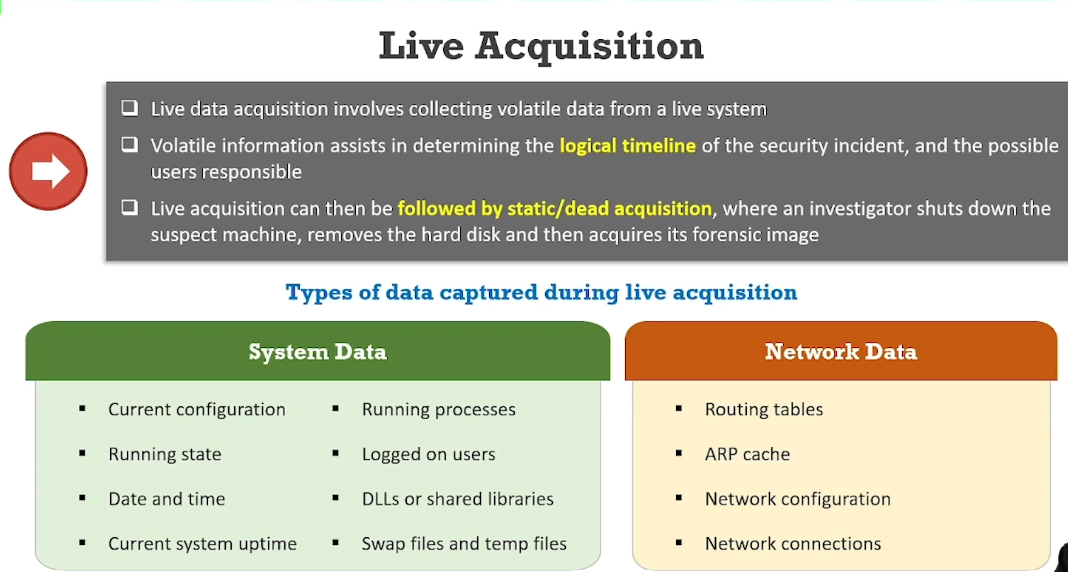 Live Acquisition
Live data acquisition involves collecting volatile data from a live system
Volatile information assists in determining the logical timeline of the security incident, and the possible
users responsible
Live acquisition can then be followed by static/dead acquisition, where an investigator shuts down the
suspect machine, removes the hard disk and then acquires its forensic image
Types of data captured during live acquisition
System Data
Current configuration
Running state
Date and time
Current system uptime
Running processes
Logged on users
DLLs or shared libraries
Swap files and temp files
Network Data
Routing tables
ARP cache
Network configuration
Network connections